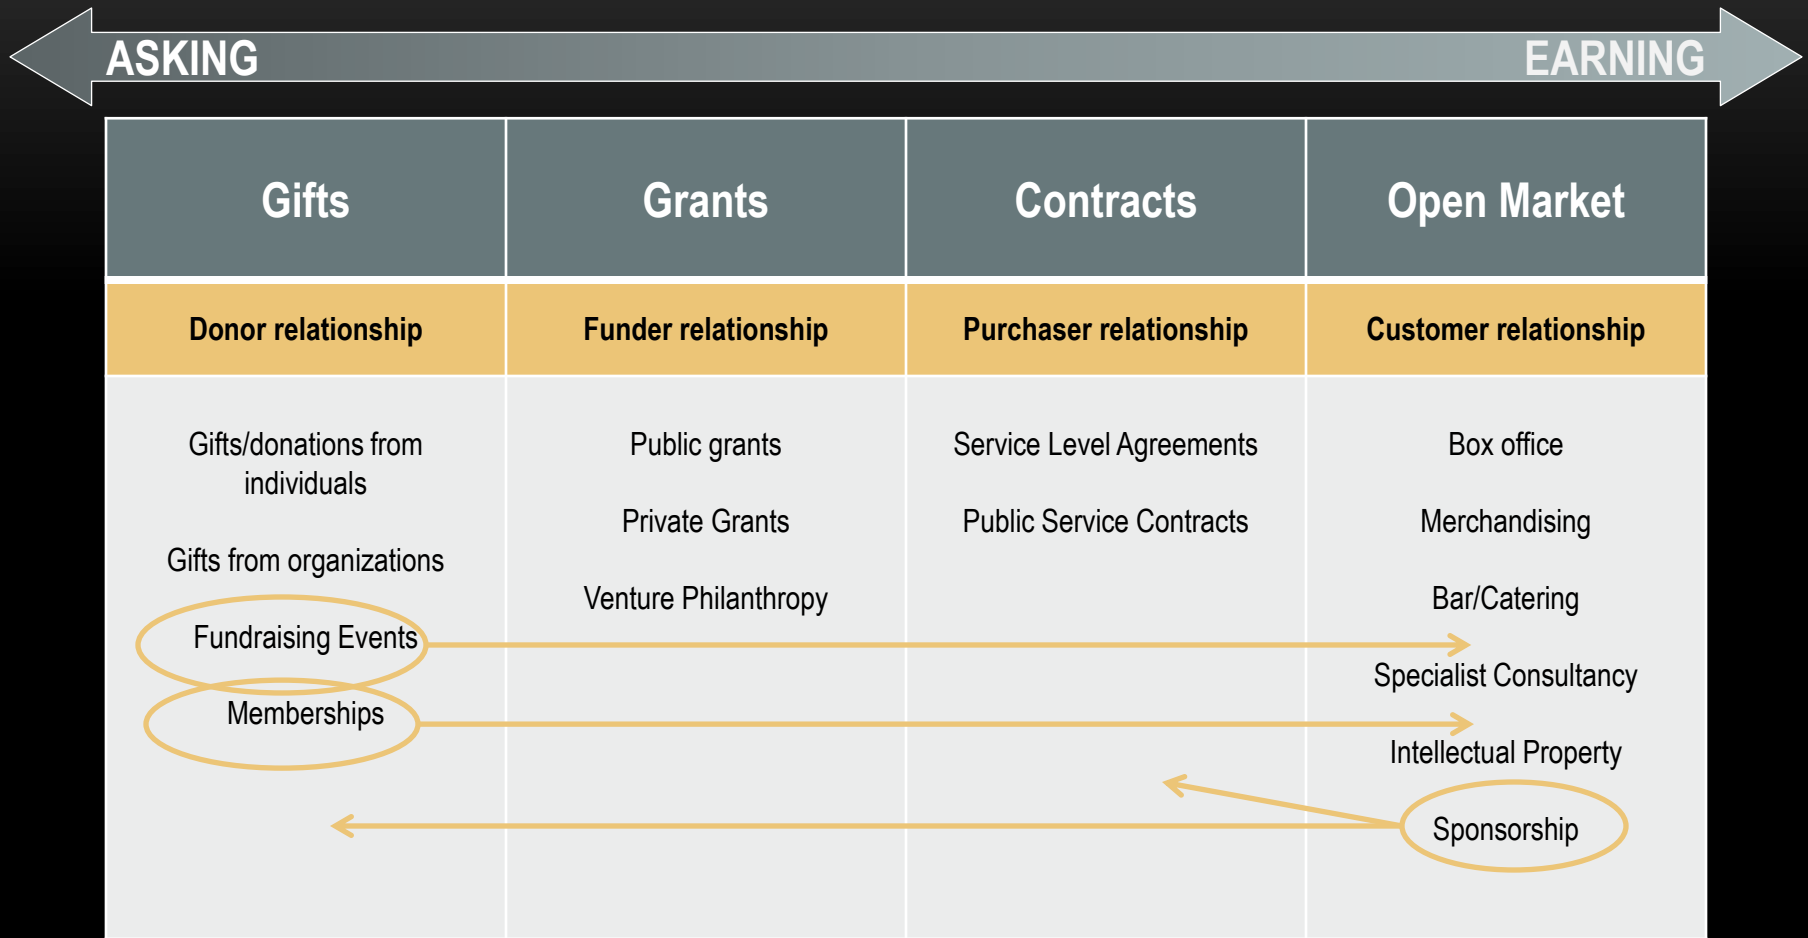 ASKING
EARNING
Gifts
Grants
Contracts
Open Market
Donor relationship
Funder relationship
Purchaser relationship
Customer relationship
Gifts/donations from
individuals
Gifts from organizations
Fundraising Events
Memberships
Public grants
Private Grants
Venture Philanthropy
Service Level Agreements
Public Service Contracts
Box office
Merchandising
Bar/Catering
Specialist Consultancy
Intellectual Property
Sponsorship